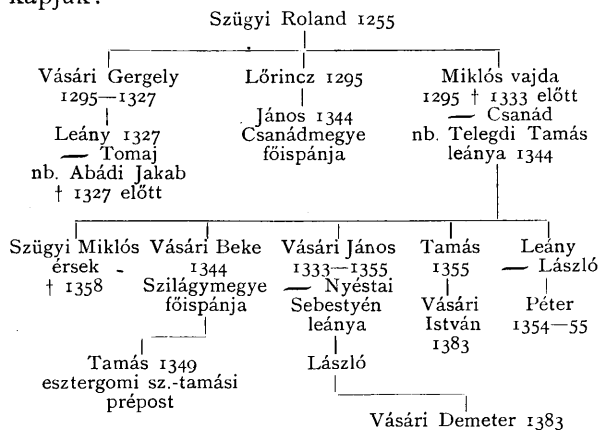 kapjuk:
Szügyi Roland 1255
Vásári Gergely
1295—1327
Leány 1327
— Tomaj
nb. Abádi Jakab
† 1327 előtt
Lőrincz 1295
János 1344
Csanádmegye
főispánja
Miklós vajda
1295 † 1333 előtt
— Csanád
nb. Telegdi Tamás
leánya 1344
Szügyi Miklós
érsek
† 1358
Vásári Beke
1344
Szilágymegye
főispánja
Tamás 1349
esztergomi sz.-tamási
prépost
Vásári János
1333—1355
— Nyéstai
Sebestyén
leánya
László
Vásári Demeter 1383
Tamás
1355
Vásári
István
1383
Leány
— László
Péter
1354—55